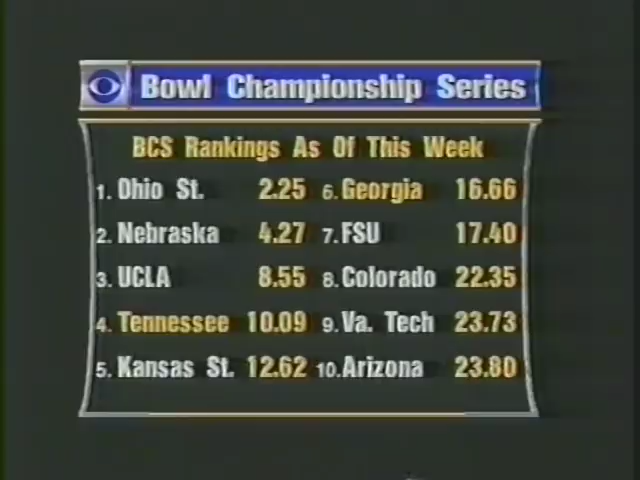 Bowl Championship Series
BCS Rankings As Of This Week
1. Ohio St. 2.25 6. Georgia 16.66
2. Nebraska 4.27 7. FSU 17.40
3. UCLA 8.55 8. Colorado 22.35
4. Tennessee 10.09 9. Va. Tech 23.73
5. Kansas St. 12.62 10. Arizona 23.80